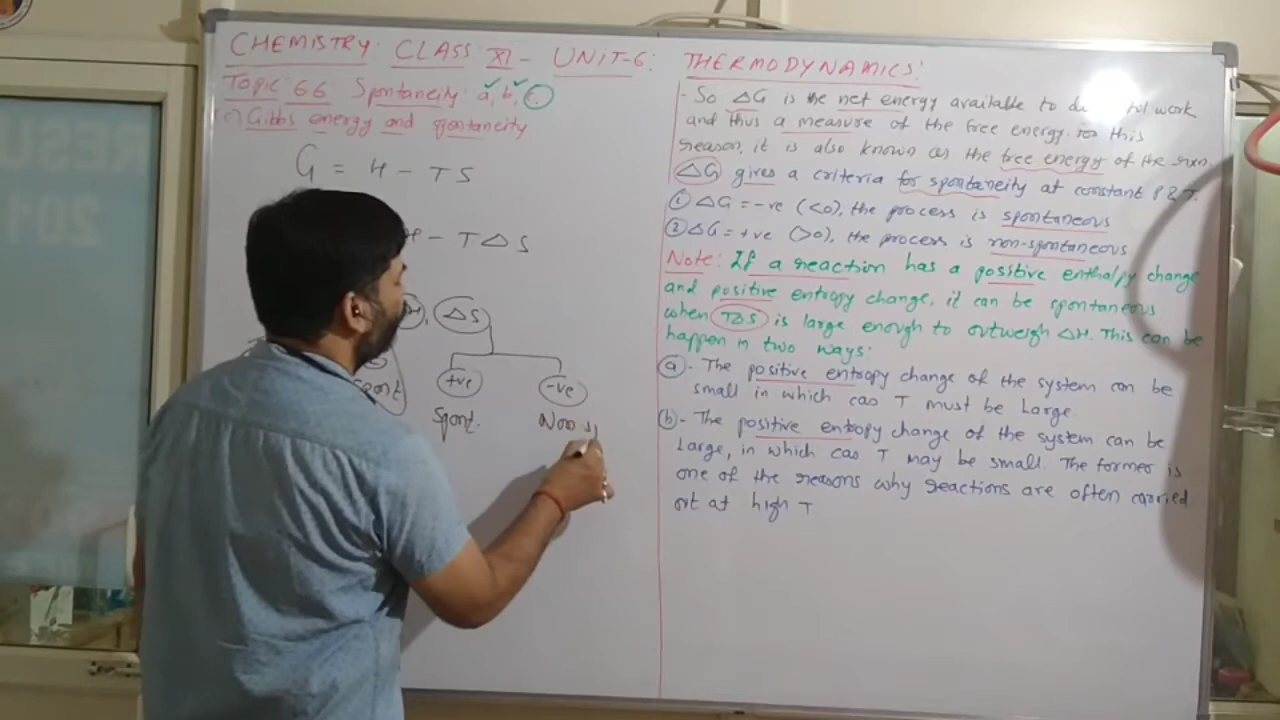 CHEMISTRY: CLASS XI- UNIT-6: THERMODYNAMICS:
Topic: 6.6 Spontaneity: a, b, c.
c) Gibbs energy and spontaneity
G = H - TS
H - TΔS
ΔS
+ve
-ve
Spont
Spont.
Non s
- So ΔG is the net energy available to do work
and thus a measure of the free energy. For this
reason, it is also known as the free energy of the rxn.
ΔG gives a criteria for spontaneity at constant P & T.
① ΔG = -ve (<0), the process is spontaneous
② ΔG = +ve (>0), the process is non-spontaneous
Note: If a reaction has a positive enthalpy change
and positive entropy change, it can be spontaneous
when TΔS is large enough to outweigh ΔH. This can be
happen in two ways:
(a)- The positive entropy change of the system can be
small in which cas T must be Large
(b)- The positive entropy change of the system can be
Large, in which cas T may be small. The former is
one of the reasons why reactions are often carried
out at high T
RESU
201